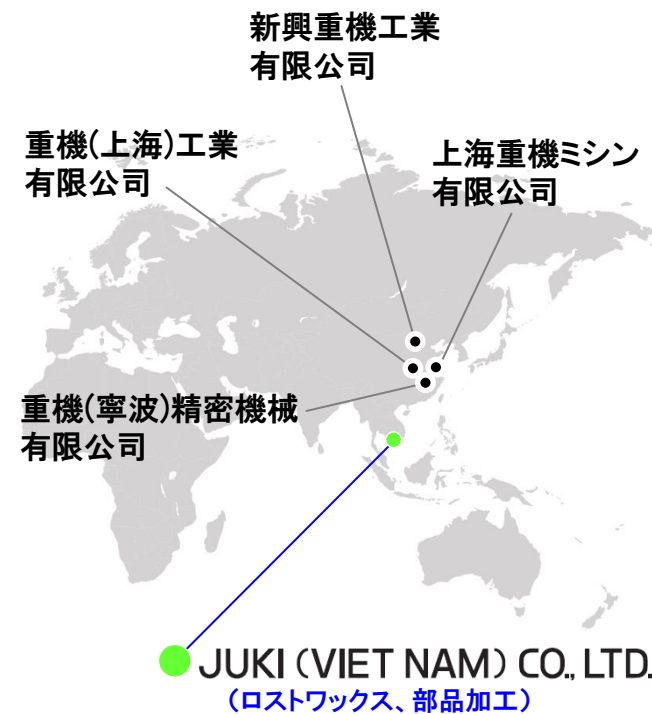 新興重機工業
有限公司
重機(上海)工業
有限公司
上海重機ミシン
有限公司
重機(寧波)精密機械
有限公司
JUKI (VIET NAM) CO., LTD.
（ロストワックス、部品加工）